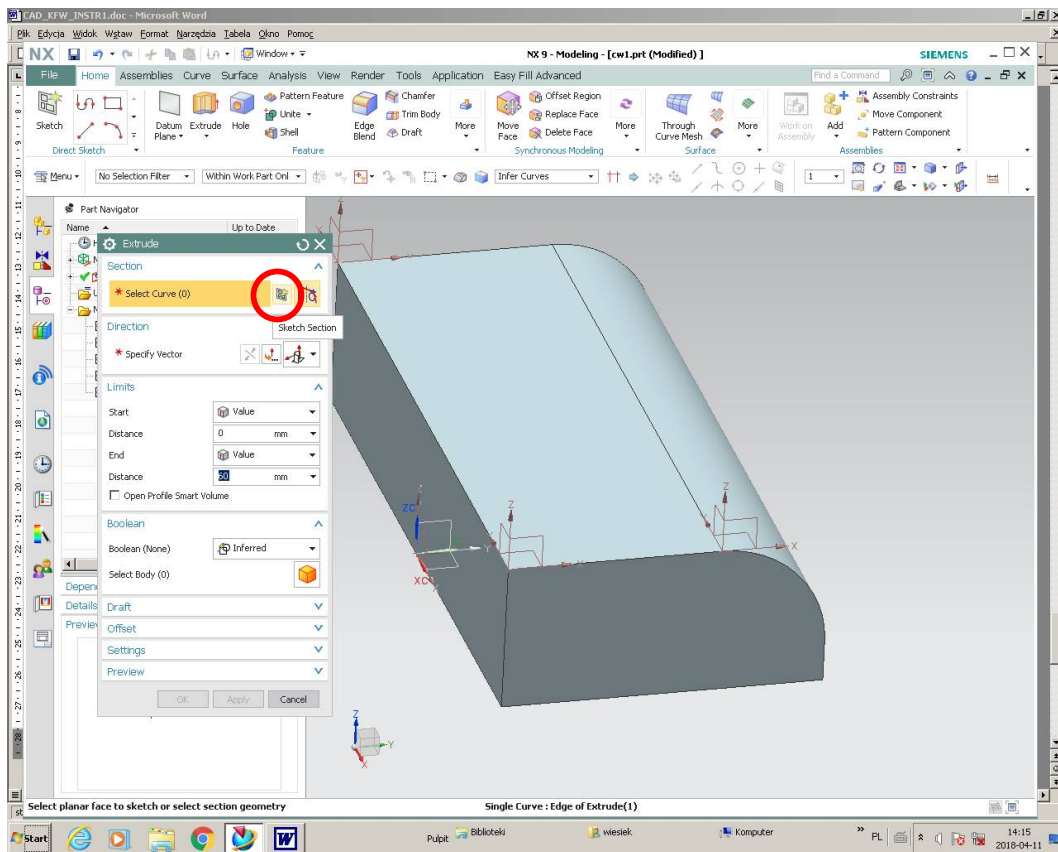 CAD_KFW_INSTR1.doc - Microsoft Word
Plik Edycja Widok Wstaw Format Narzędzia Tabela Okno Pomoc
NX Window
NX 9 - Modeling - [cw1.prt (Modified) ]
SIEMENS
File Home Assemblies Curve Surface Analysis View Render Tools Application Easy Fill Advanced
Find a Command
Sketch
Direct Sketch
Datum Plane
Extrude
Hole
Pattern Feature
Unite
Shell
Edge Blend
Chamfer
Trim Body
Draft
More
Feature
Move Face
Offset Region
Replace Face
Delete Face
More
Synchronous Modeling
Through Curve Mesh
More
Surface
Work on Assembly
Add
Assembly Constraints
Move Component
Pattern Component
Assemblies
Menu
No Selection Filter
Within Work Part Onl
Infer Curves
1
Part Navigator
Name
Up to Date
Extrude
Section
* Select Curve (0)
Sketch Section
Direction
* Specify Vector
Limits
Start
Value
Distance
0 mm
End
Value
Distance
60 mm
Open Profile Smart Volume
Boolean
Boolean (None)
Inferred
Select Body (0)
Draft
Offset
Settings
Preview
OK Apply Cancel
Depen
Details
Previe
Z
Z
ZC
Z
Y
X
XC
X
Z
Y
X
Select planar face to sketch or select section geometry
Single Curve : Edge of Extrude(1)
Start
Pulpit
Biblioteki
wiesiek
Komputer
»
PL
14:15
2018-04-11